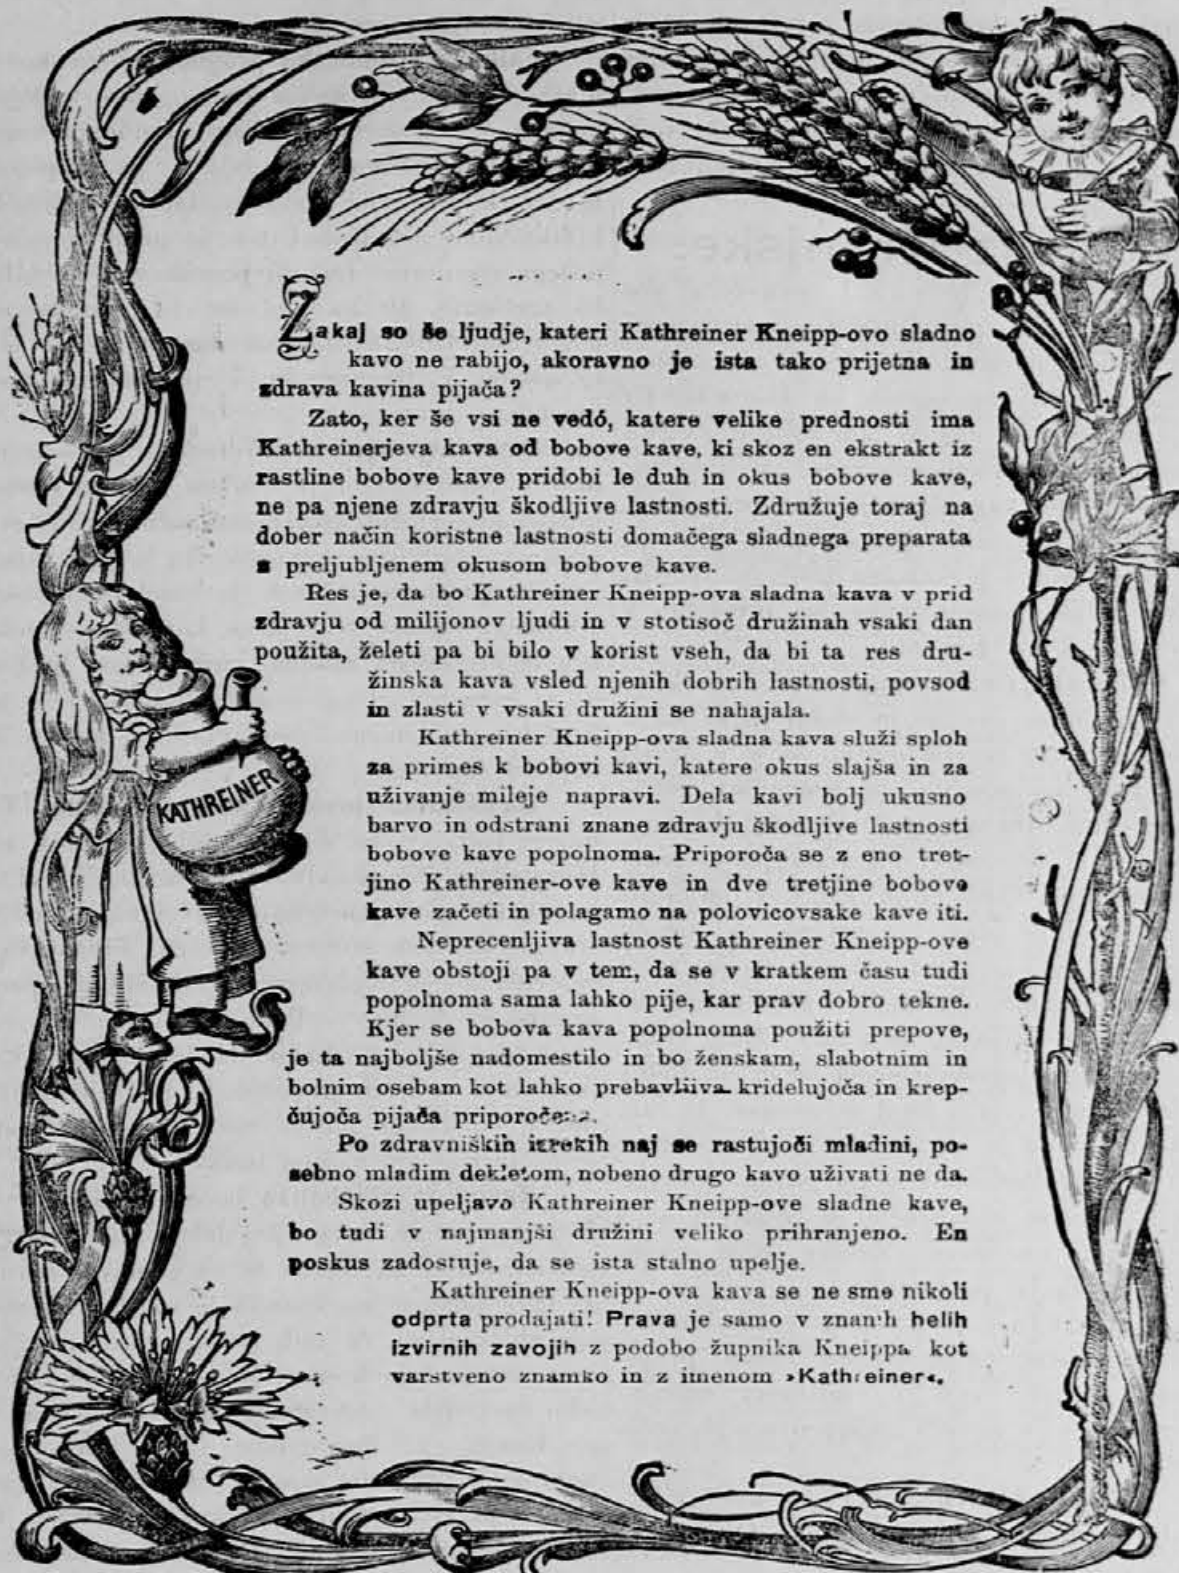 Zakaj so še ljudje, kateri Kathreiner Kneipp-ovo sladno
kavo ne rabijo, akoravno je ista tako prijetna in
zdrava kavina pijača?
Zato, ker še vsi ne vedó, katere velike prednosti ima
Kathreinerjeva kava od bobove kave, ki skoz en ekstrakt iz
rastline bobove kave pridobi le duh in okus bobove kave,
ne pa njene zdravju škodljive lastnosti. Združuje toraj na
dober način koristne lastnosti domačega sladnega preparata
s preljubljenem okusom bobove kave.
Res je, da bo Kathreiner Kneipp-ova sladna kava v prid
zdravju od milijonov ljudi in v stotisoč družinah vsaki dan
použita, želeti pa bi bilo v korist vseh, da bi ta res dru-
žinska kava vsled njenih dobrih lastnosti, povsod
in zlasti v vsaki družini se nahajala.
Kathreiner Kneipp-ova sladna kava služi sploh
za primes k bobovi kavi, katere okus slajša in za
uživanje mileje napravi. Dela kavi bolj ukusno
barvo in odstrani znane zdravju škodljive lastnosti
bobove kave popolnoma. Priporoča se z eno tret-
jino Kathreiner-ove kave in dve tretjine bobove
kave začeti in polagamo na polovicovsake kave iti.
Neprecenljiva lastnost Kathreiner Kneipp-ove
kave obstoji pa v tem, da se v kratkem času tudi
popolnoma sama lahko pije, kar prav dobro tekne.
Kjer se bobova kava popolnoma použiti prepove,
je ta najboljše nadomestilo in bo ženskam, slabotnim in
bolnim osebam kot lahko prebavljiva kridelujoča in krep-
čujoča pijača
Po zdravniških izrekih naj se rastujoči mladini, po-
sebno mladim dekletom, nobeno drugo kavo uživati ne da.
Skozi upeljavo Kathreiner Kneipp-ove sladne kave,
bo tudi v najmanjši družini veliko prihranjeno. En
poskus zadostuje, da se ista stalno upelje.
Kathreiner Kneipp-ova kava se ne sme nikoli
odprta prodajati! Prava je samo v znanih belih
izvirnih zavojih z podobo župnika Kneippa kot
varstveno znamko in z imenom »Kathreiner«.
KATHREINER